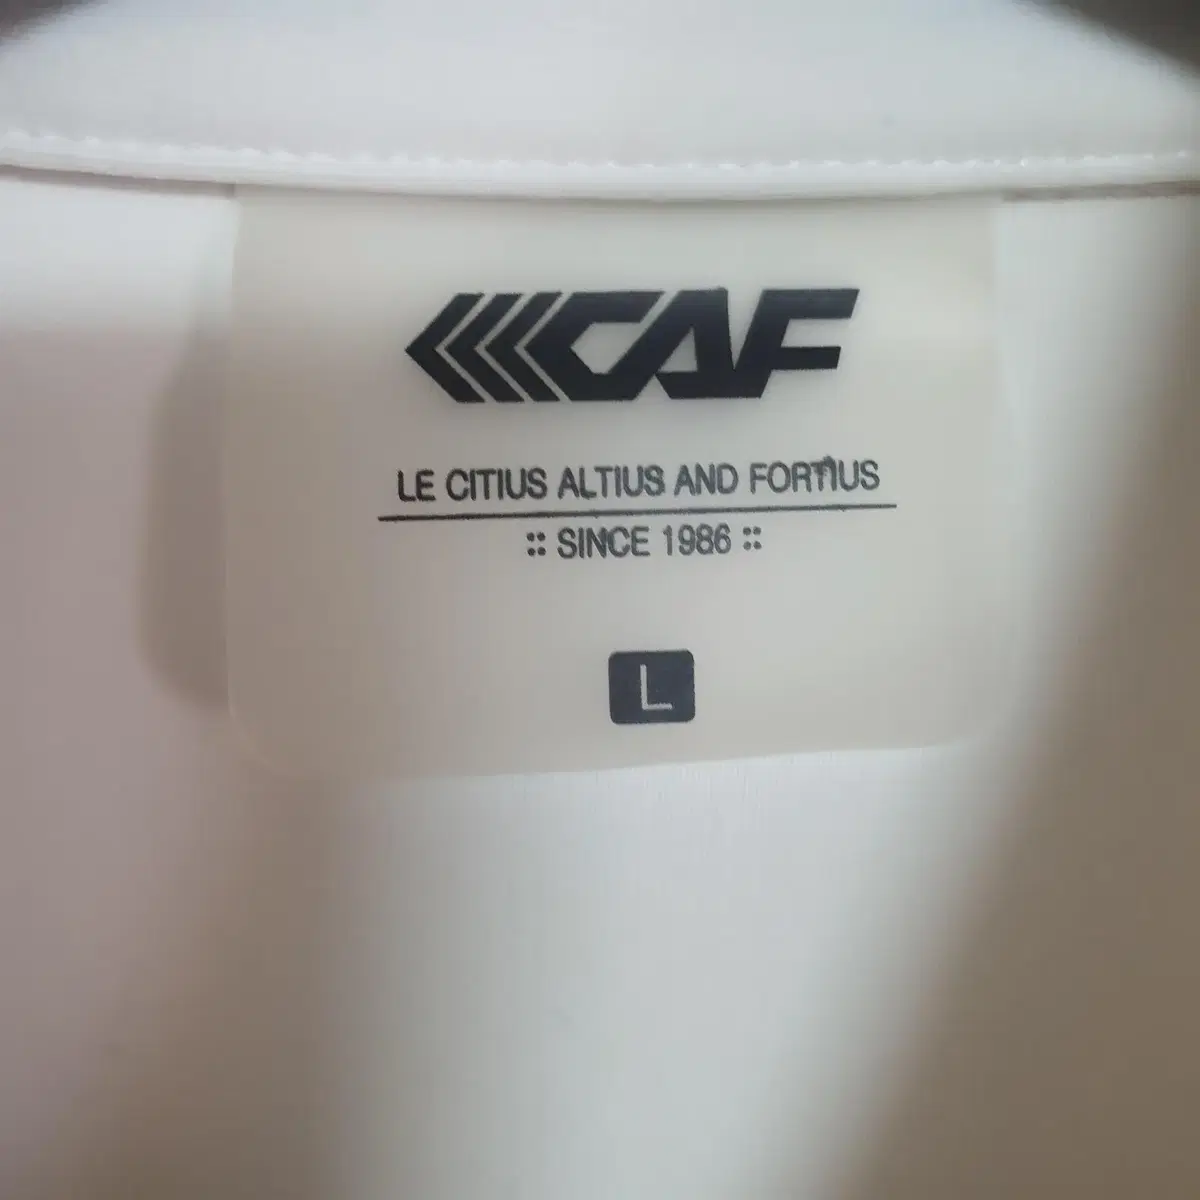 CAF
LE CITIUS ALTIUS AND FORTIUS
:: SINCE 1986 ::
L